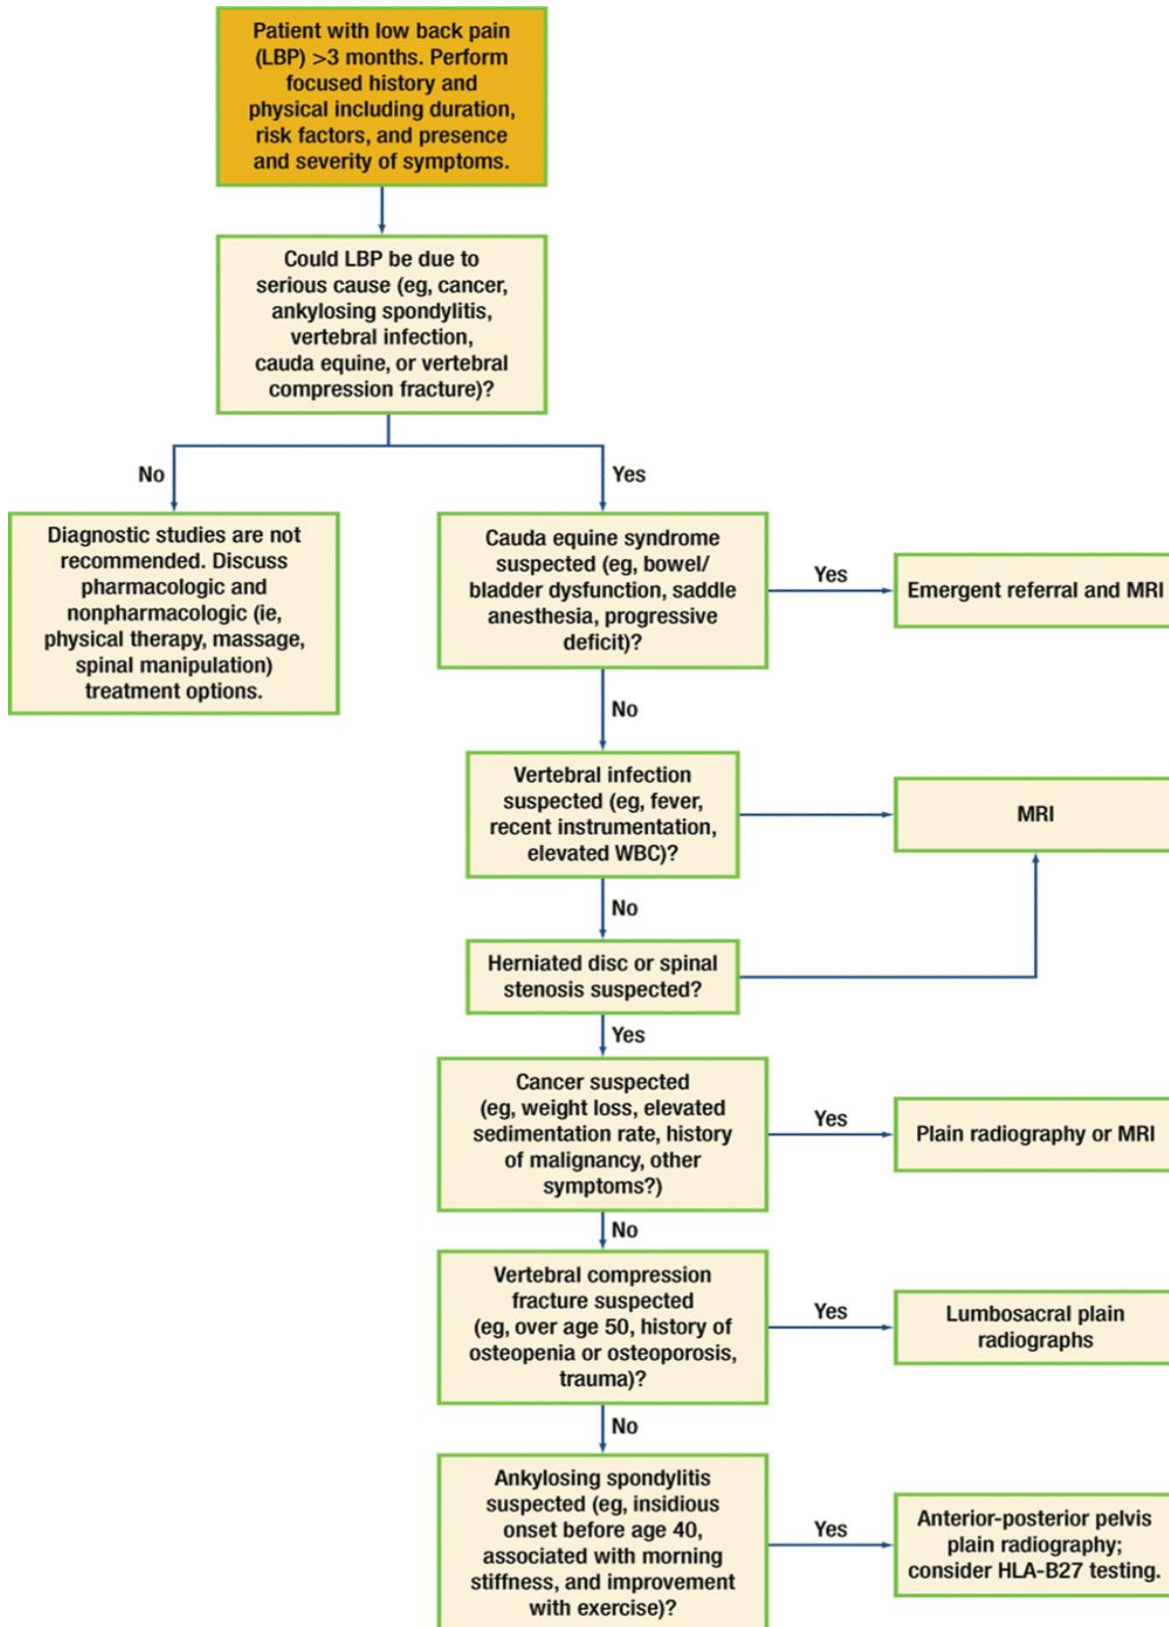 Patient with low back pain
(LBP) >3 months. Perform
focused history and
physical including duration,
risk factors, and presence
and severity of symptoms.
Could LBP be due to
serious cause (eg, cancer,
ankylosing spondylitis,
vertebral infection,
cauda equine, or vertebral
compression fracture)?
No
Yes
Diagnostic studies are not
recommended. Discuss
pharmacologic and
nonpharmacologic (ie,
physical therapy, massage,
spinal manipulation)
treatment options.
Cauda equine syndrome
suspected (eg, bowel/
bladder dysfunction, saddle
anesthesia, progressive
deficit)?
Yes
Emergent referral and MRI
No
Vertebral infection
suspected (eg, fever,
recent instrumentation,
elevated WBC)?
MRI
No
Herniated disc or spinal
stenosis suspected?
Yes
Cancer suspected
(eg, weight loss, elevated
sedimentation rate, history
of malignancy, other
symptoms?)
Yes
Plain radiography or MRI
No
Vertebral compression
fracture suspected
(eg, over age 50, history of
osteopenia or osteoporosis,
trauma)?
Yes
Lumbosacral plain
radiographs
No
Ankylosing spondylitis
suspected (eg, insidious
onset before age 40,
associated with morning
stiffness, and improvement
with exercise)?
Yes
Anterior-posterior pelvis
plain radiography;
consider HLA-B27 testing.